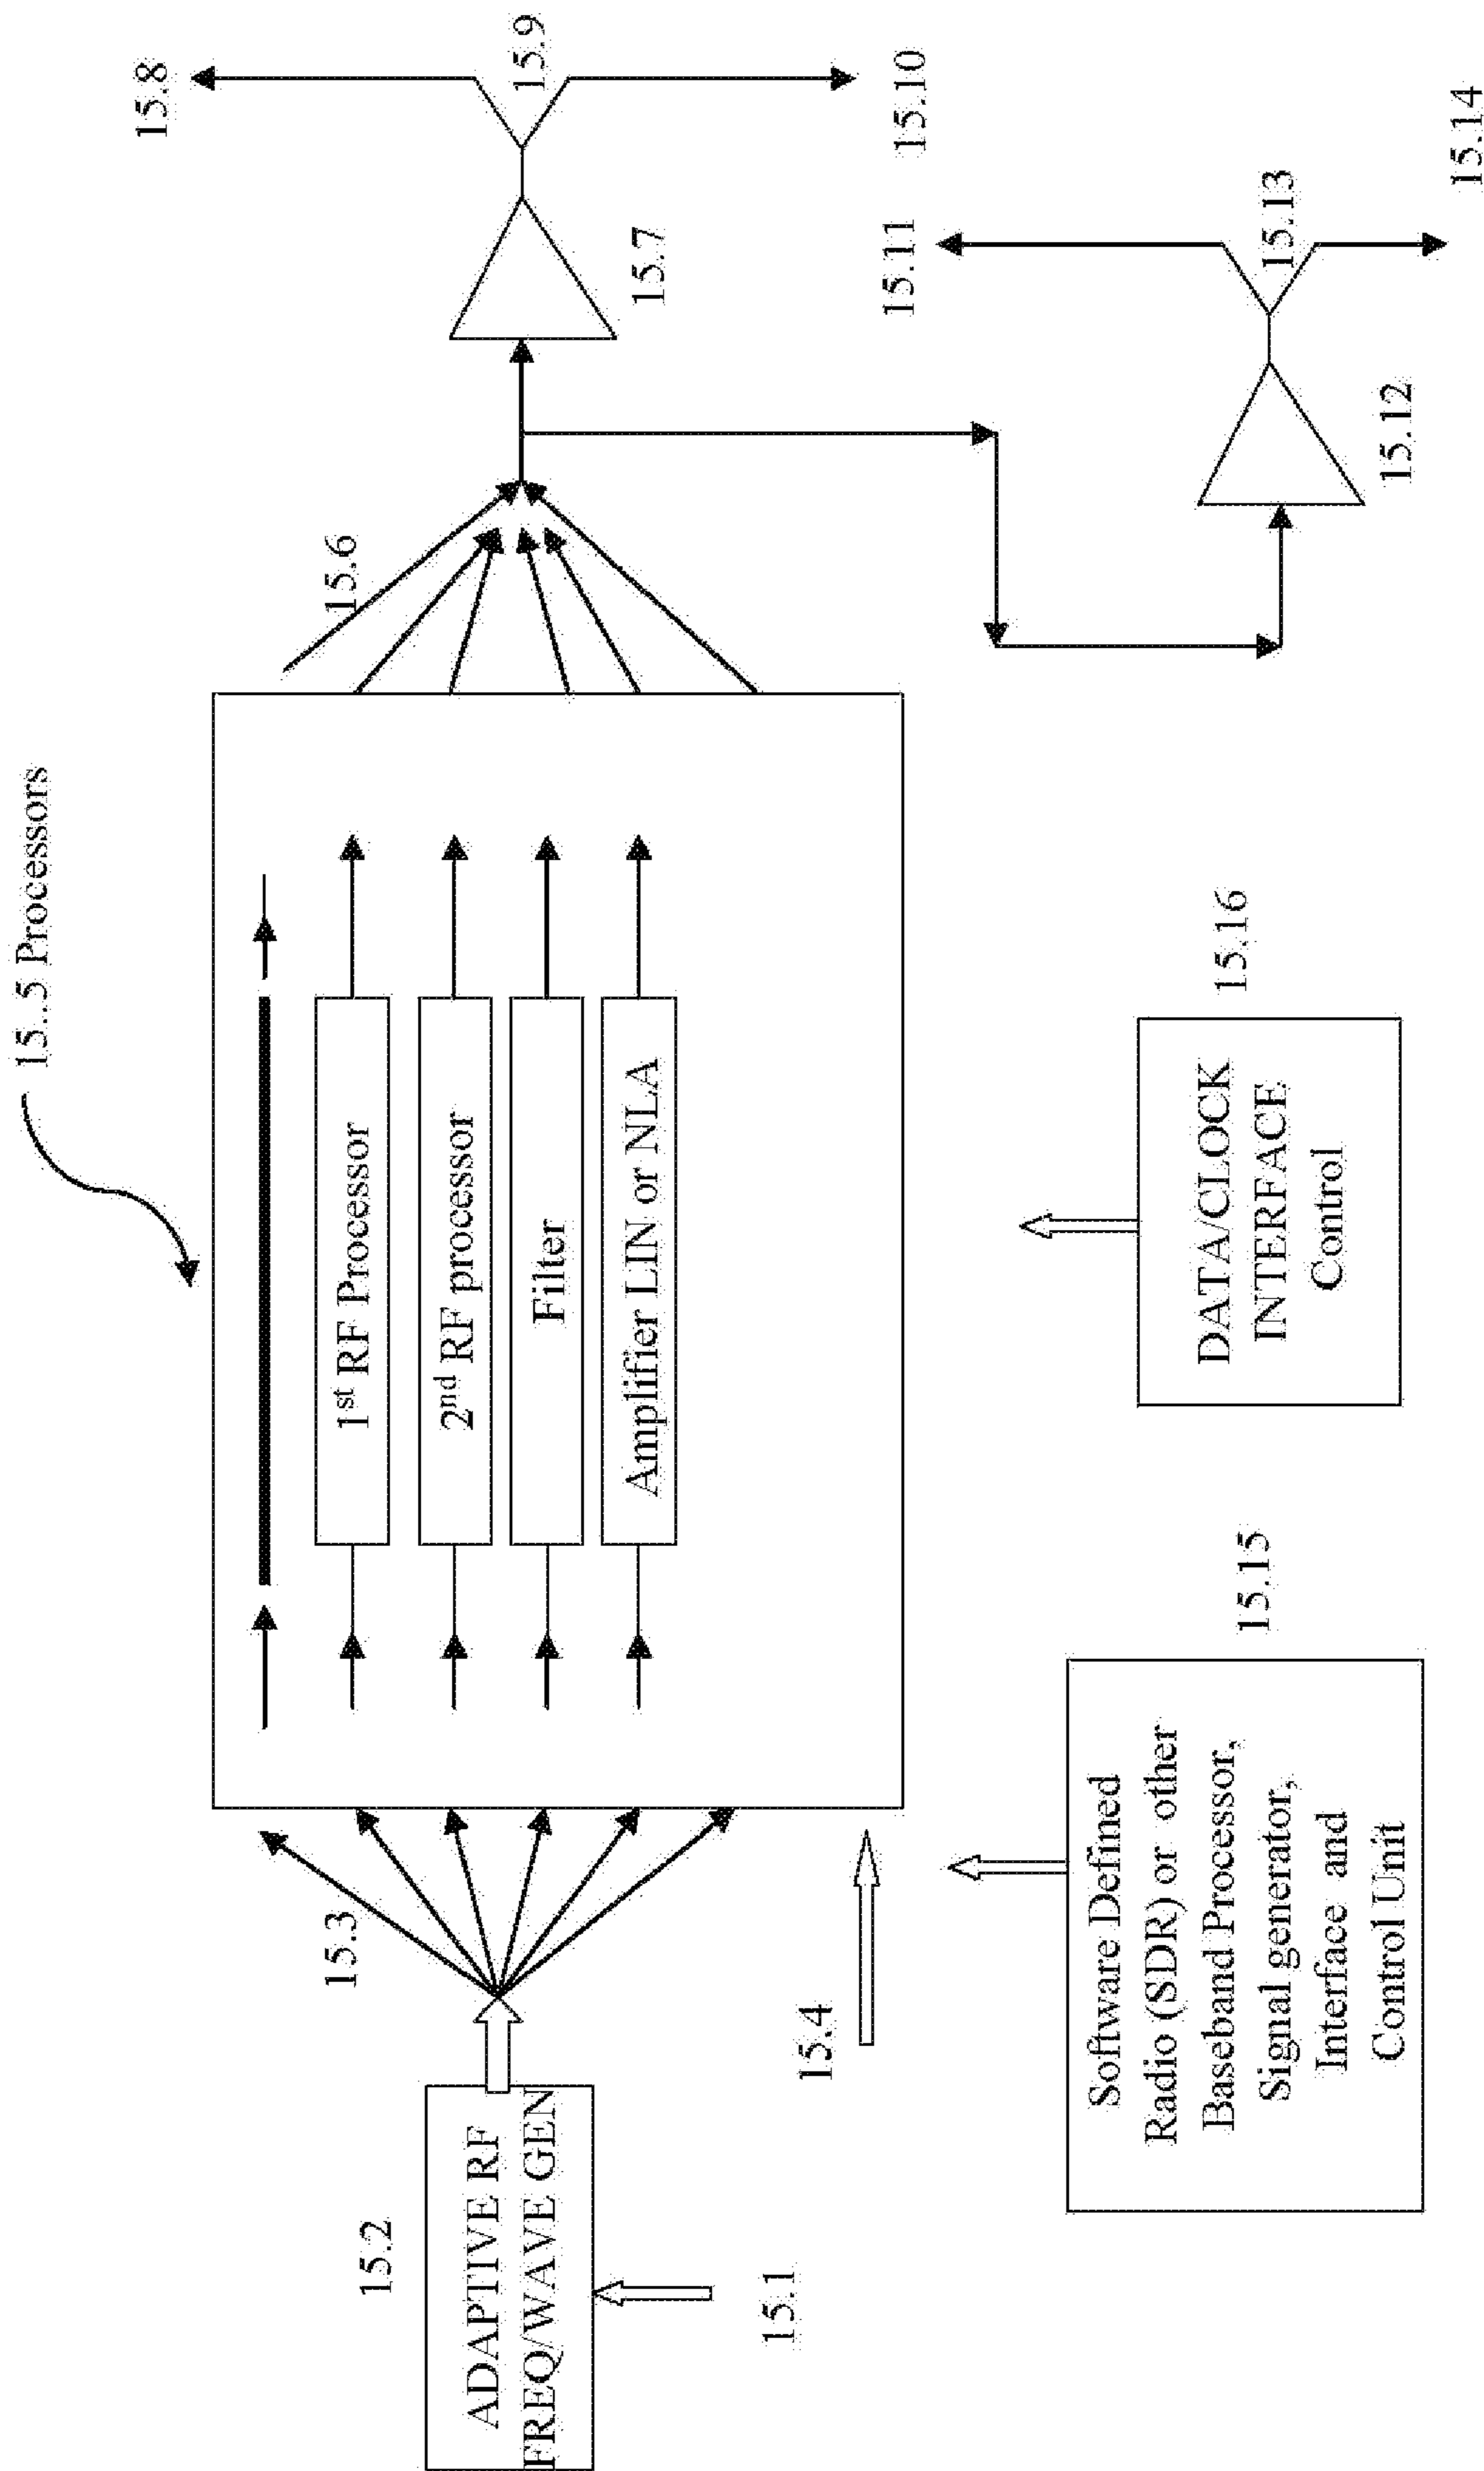 15..5 Processors
15.8
15.9
15.10
15.7
15.6
15.11
15.13
15.14
15.12
1st RF Processor
2nd RF processor
Filter
Amplifier LIN or NLA
15.3
15.2
ADAPTIVE RF
FREQ/WAVE GEN
15.1
15.4
15.15
Software Defined
Radio (SDR) or other
Baseband Processor,
Signal generator,
Interface and
Control Unit
15.16
DATA/CLOCK
INTERFACE
Control